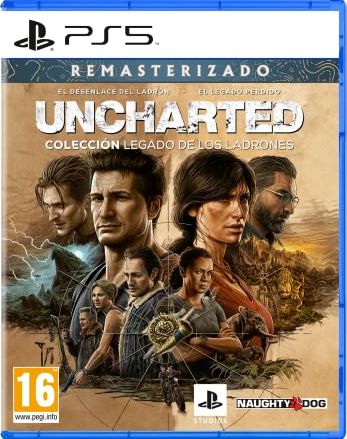 PS5
REMASTERIZADO
EL DESENLACE DEL LADRÓN - EL LEGADO PERDIDO
UNCHARTED
COLECCIÓN LEGADO DE LOS LADRONES
16
www.pegi.info
PLAYSTATION
STUDIOS
NAUGHTY DOG